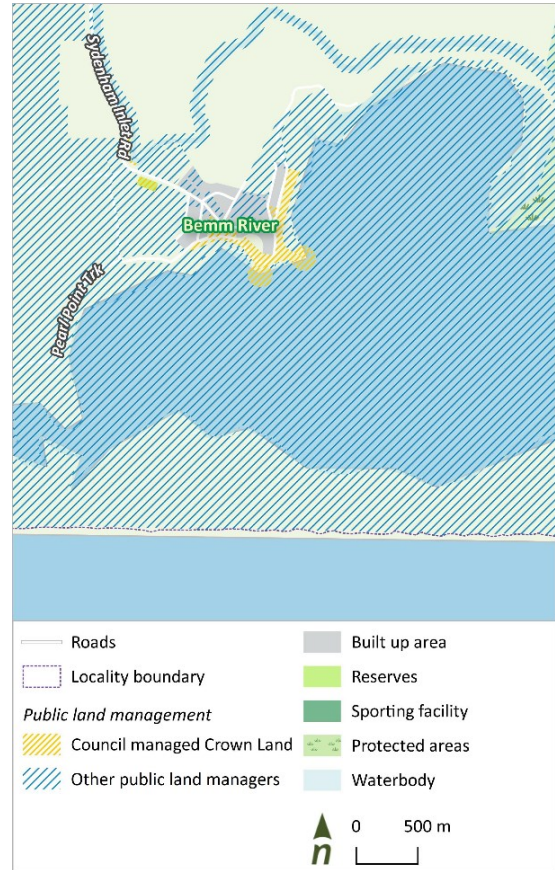 Sydenham Inlet Rd
Bemm River
Pearl Point Trk
Roads
Locality boundary
Public land management
Council managed Crown Land
Other public land managers
Built up area
Reserves
Sporting facility
Protected areas
Waterbody
n
0 500 m